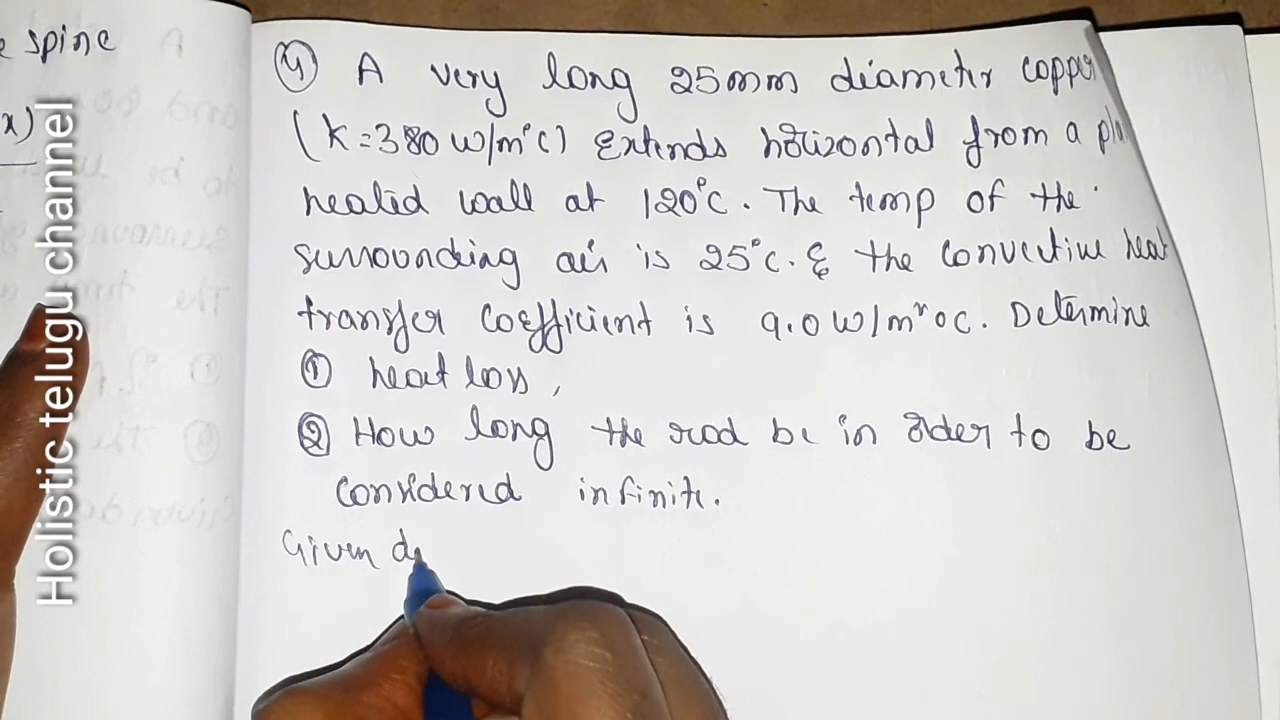 e spine
x)
Holistic telugu channel
④ A very long 25mm diameter copper
(K=380 W/m°C) Extends horizontal from a pla
heated wall at 120°C. The temp of the
surrounding air is 25°C. & the convective heat
transfer coefficient is 9.0 W/m²°C. Determine
① heat loss,
② How long the rod be in order to be
considered infinite.
Given d